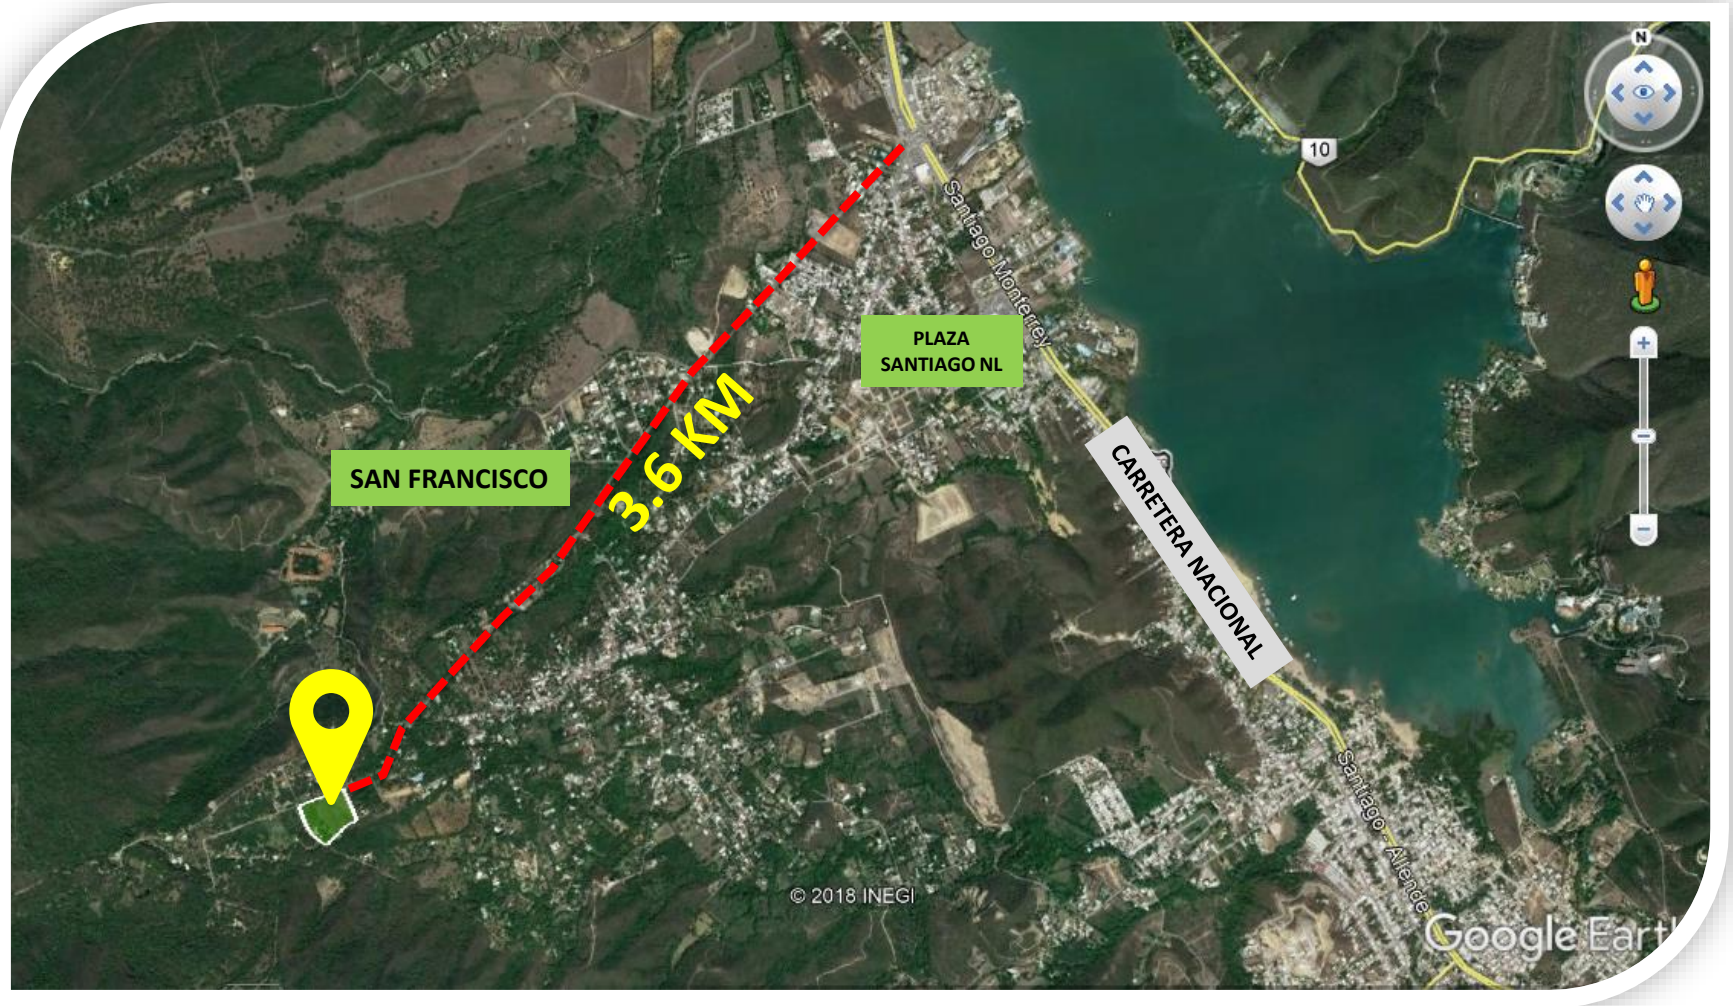 N
10
Santiago Monterrey
PLAZA
SANTIAGO NL
3.6 KM
SAN FRANCISCO
CARRETERA NACIONAL
Santiago - Allende
© 2018 INEGI
Google Earth